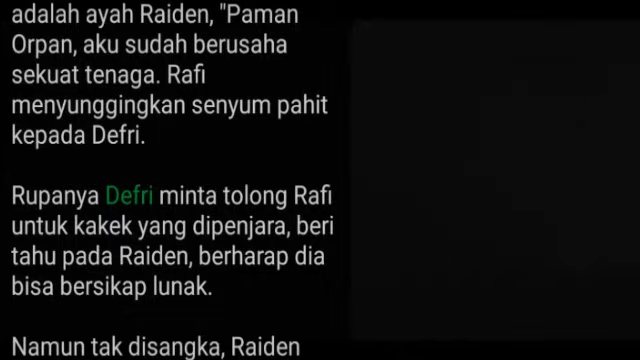 adalah ayah Raiden, "Paman
Orpan, aku sudah berusaha
sekuat tenaga. Rafi
menyunggingkan senyum pahit
kepada Defri.
Rupanya Defri minta tolong Rafi
untuk kakek yang dipenjara, beri
tahu pada Raiden, berharap dia
bisa bersikap lunak.
Namun tak disangka, Raiden